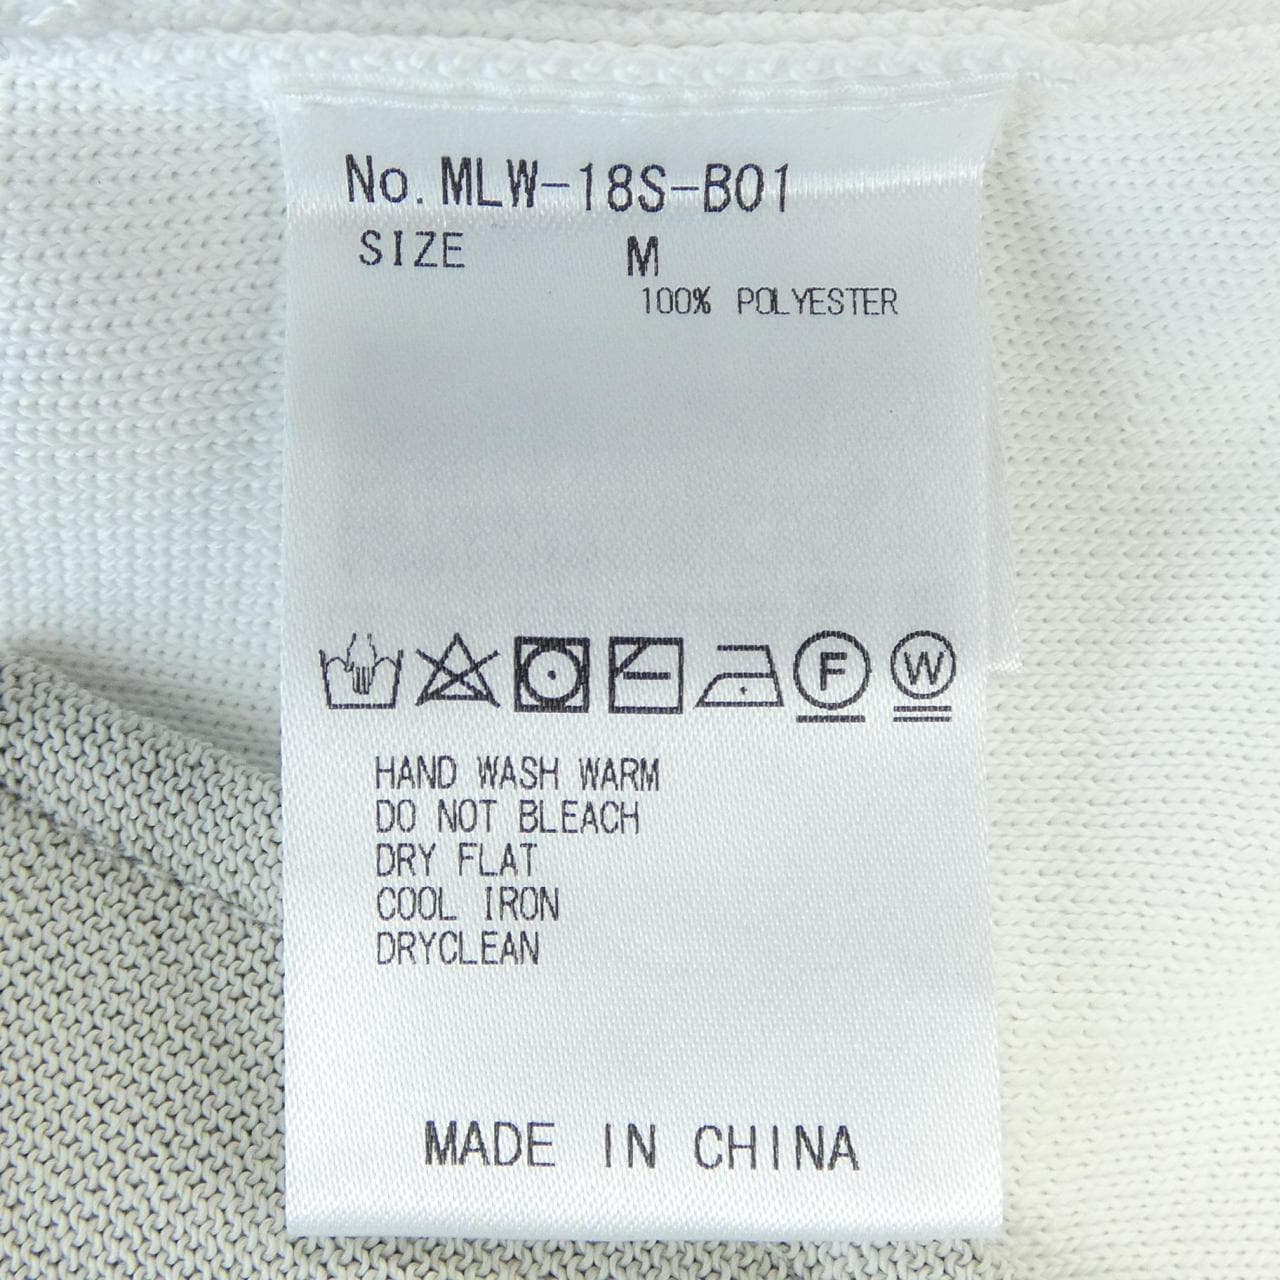 No. MLW-18S-B01
SIZE M
100% POLYESTER
F W
HAND WASH WARM
DO NOT BLEACH
DRY FLAT
COOL IRON
DRYCLEAN
MADE IN CHINA